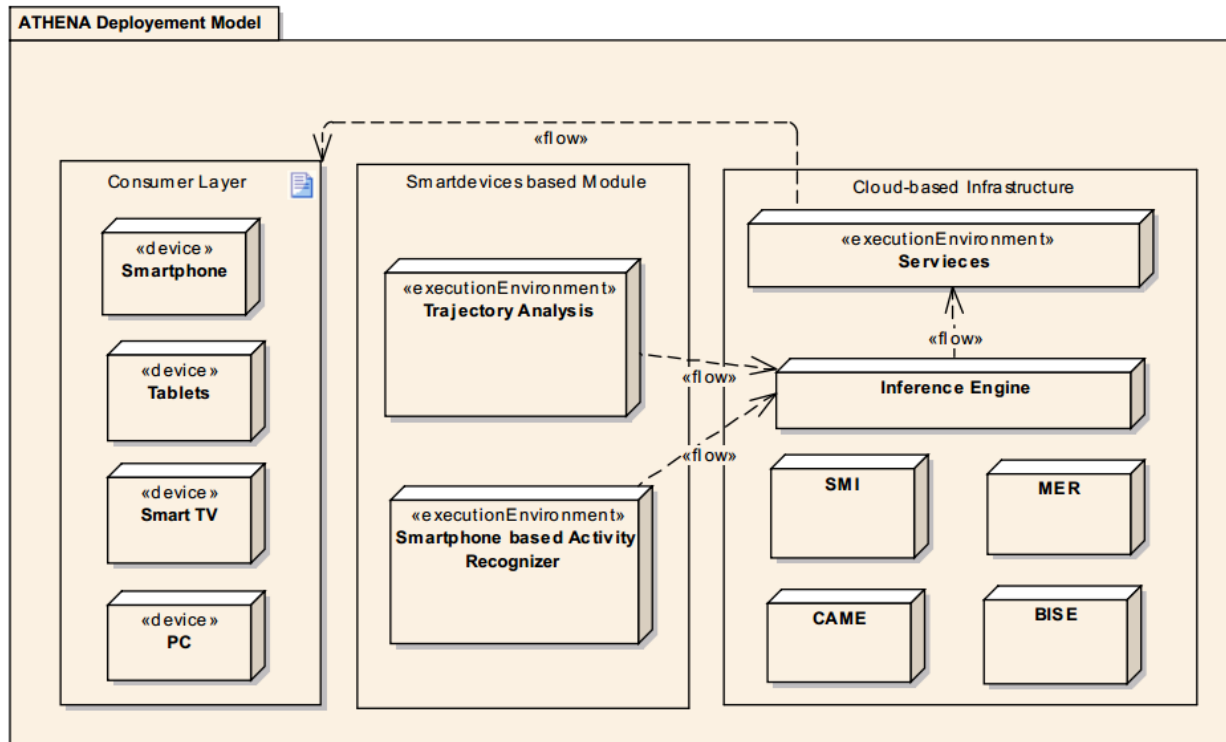 ATHENA Deployement Model
«flow»
Consumer Layer
«device»
Smartphone
«device»
Tablets
«device»
Smart TV
«device»
PC
Smartdevices based Module
«executionEnvironment»
Trajectory Analysis
«flow»
«executionEnvironment»
Smartphone based Activity
Recognizer
«flow»
Cloud-based Infrastructure
«executionEnvironment»
Servieces
«flow»
Inference Engine
SMI
MER
CAME
BISE